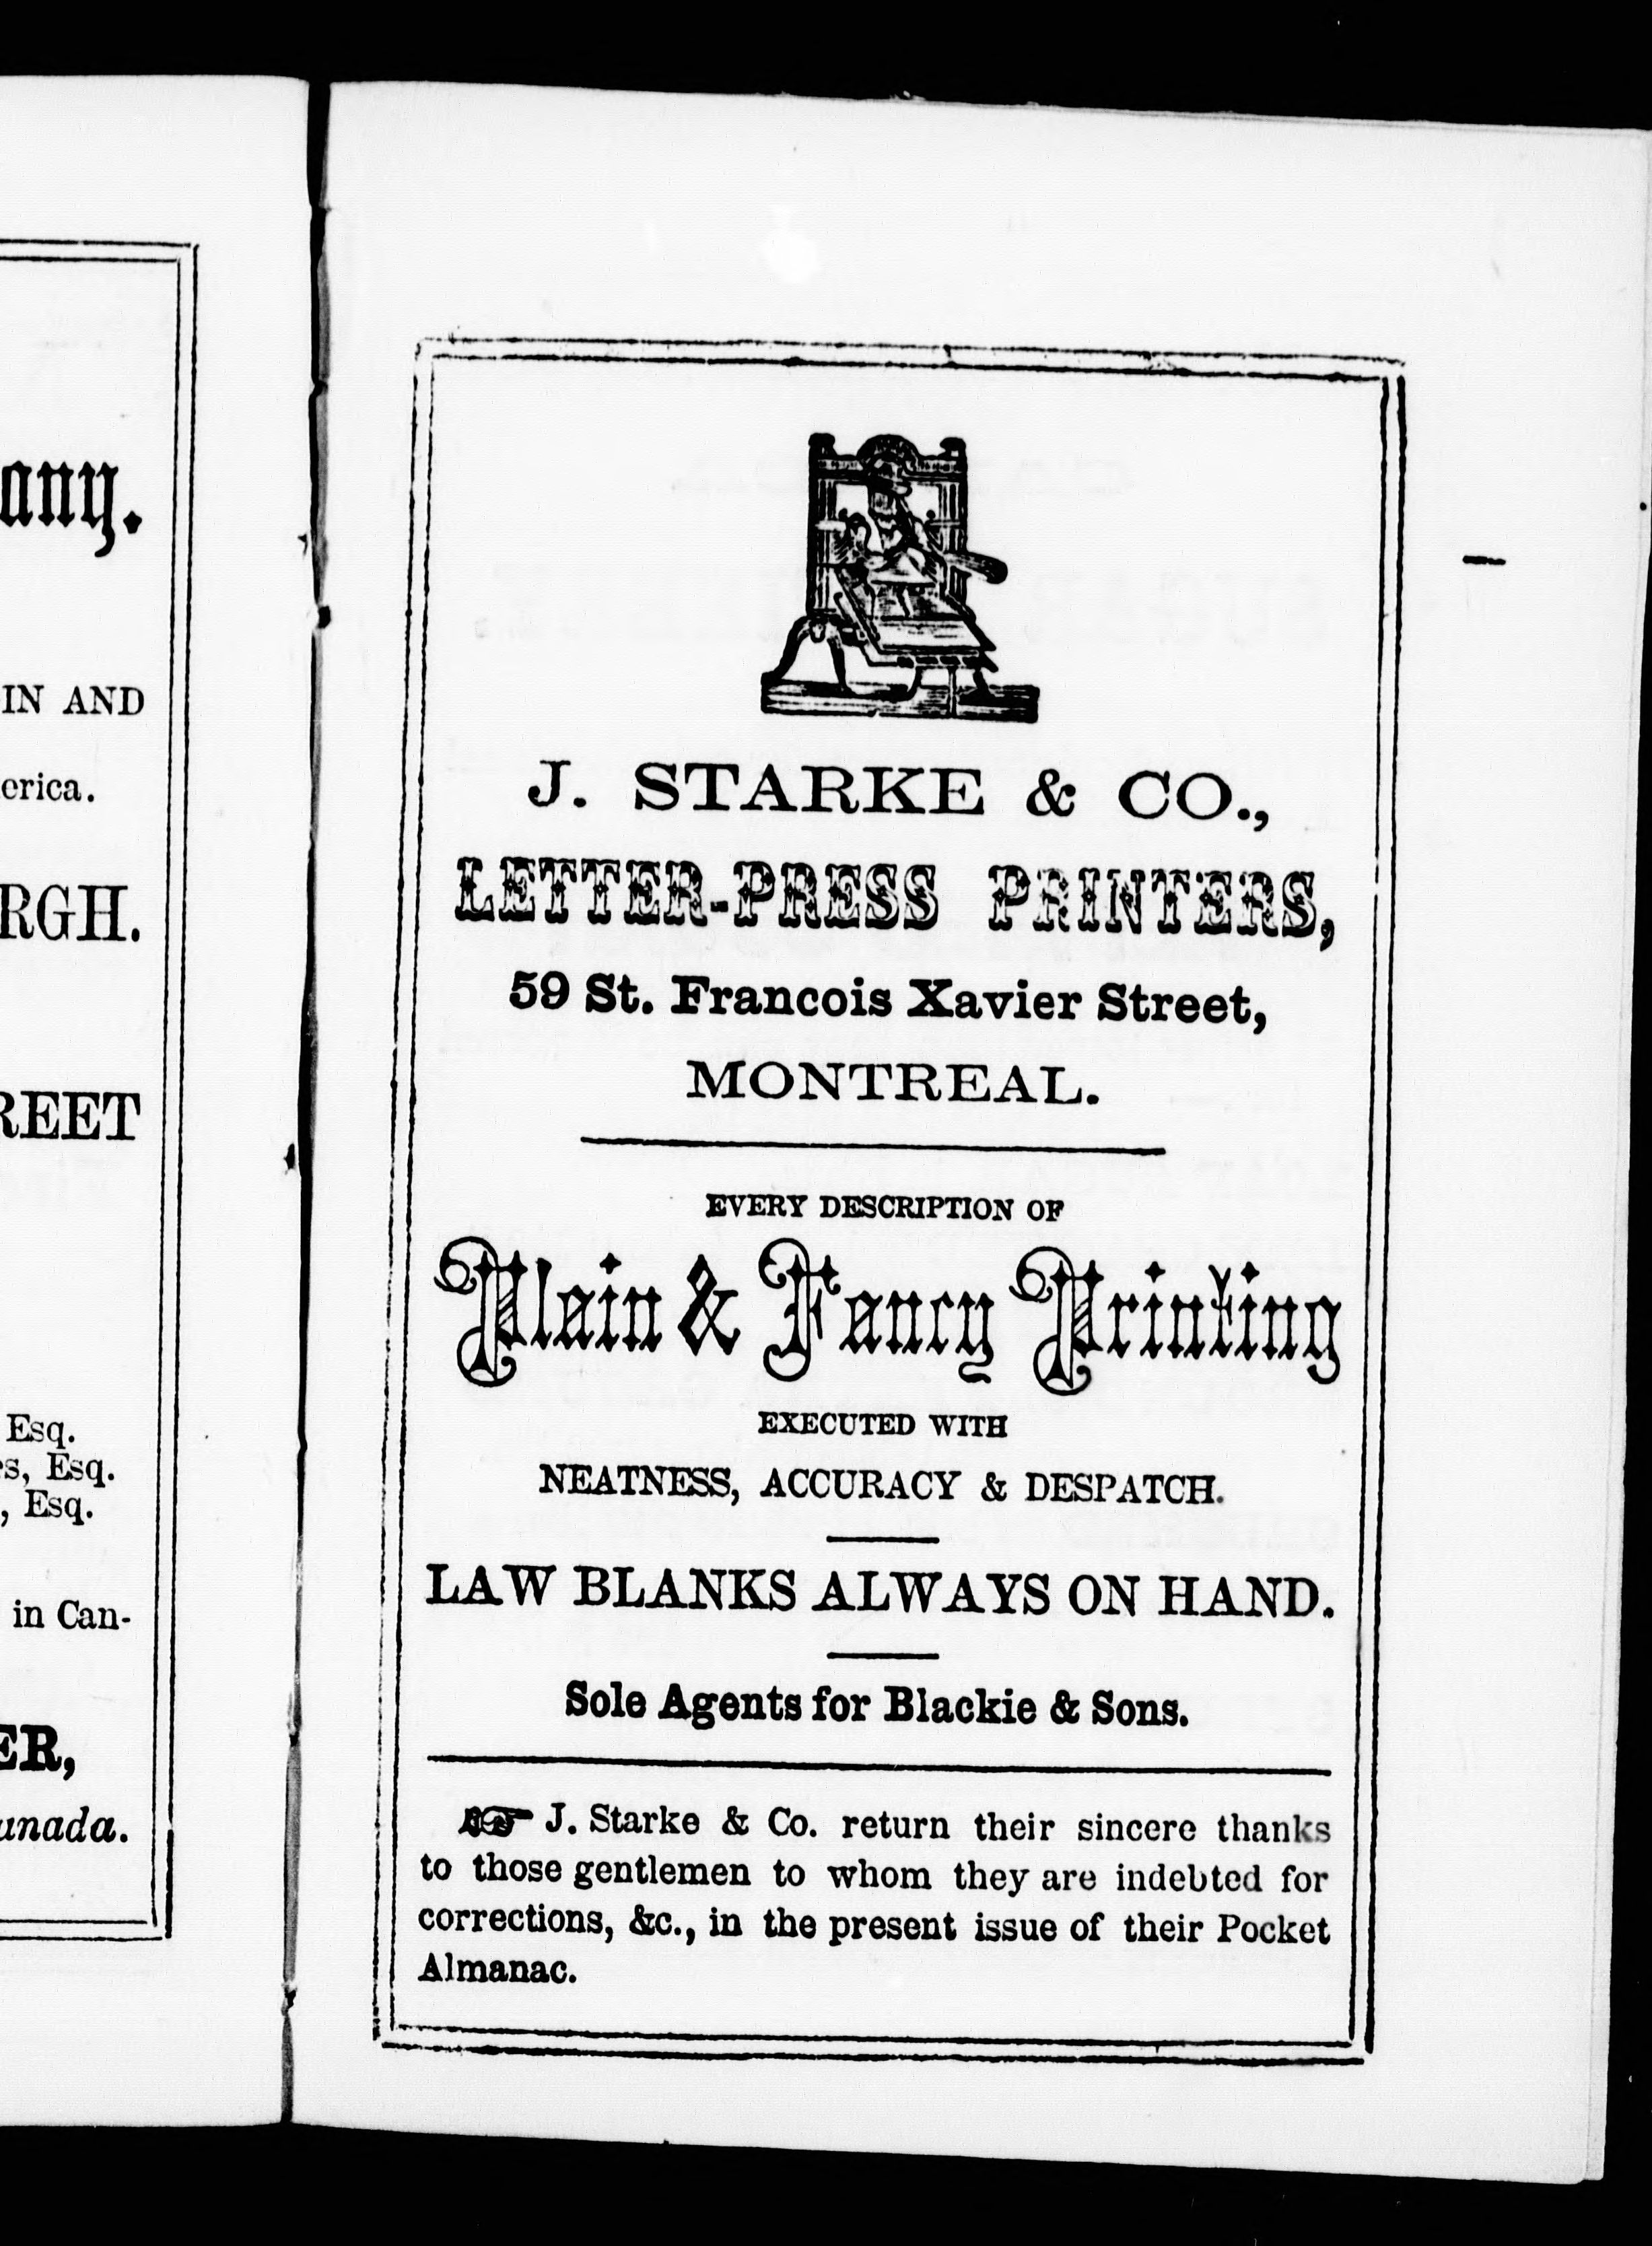 any.
IN AND
erica.
RGH.
REET
Esq.
s, Esq.
, Esq.
in Can-
ER,
nada.
J. STARKE & CO.,
LETTER-PRESS PRINTERS,
59 St. Francois Xavier Street,
MONTREAL.
EVERY DESCRIPTION OF
Plain & Fancy Printing
EXECUTED WITH
NEATNESS, ACCURACY & DESPATCH.
LAW BLANKS ALWAYS ON HAND.
Sole Agents for Blackie & Sons.
☞ J. Starke & Co. return their sincere thanks
to those gentlemen to whom they are indebted for
corrections, &c., in the present issue of their Pocket
Almanac.